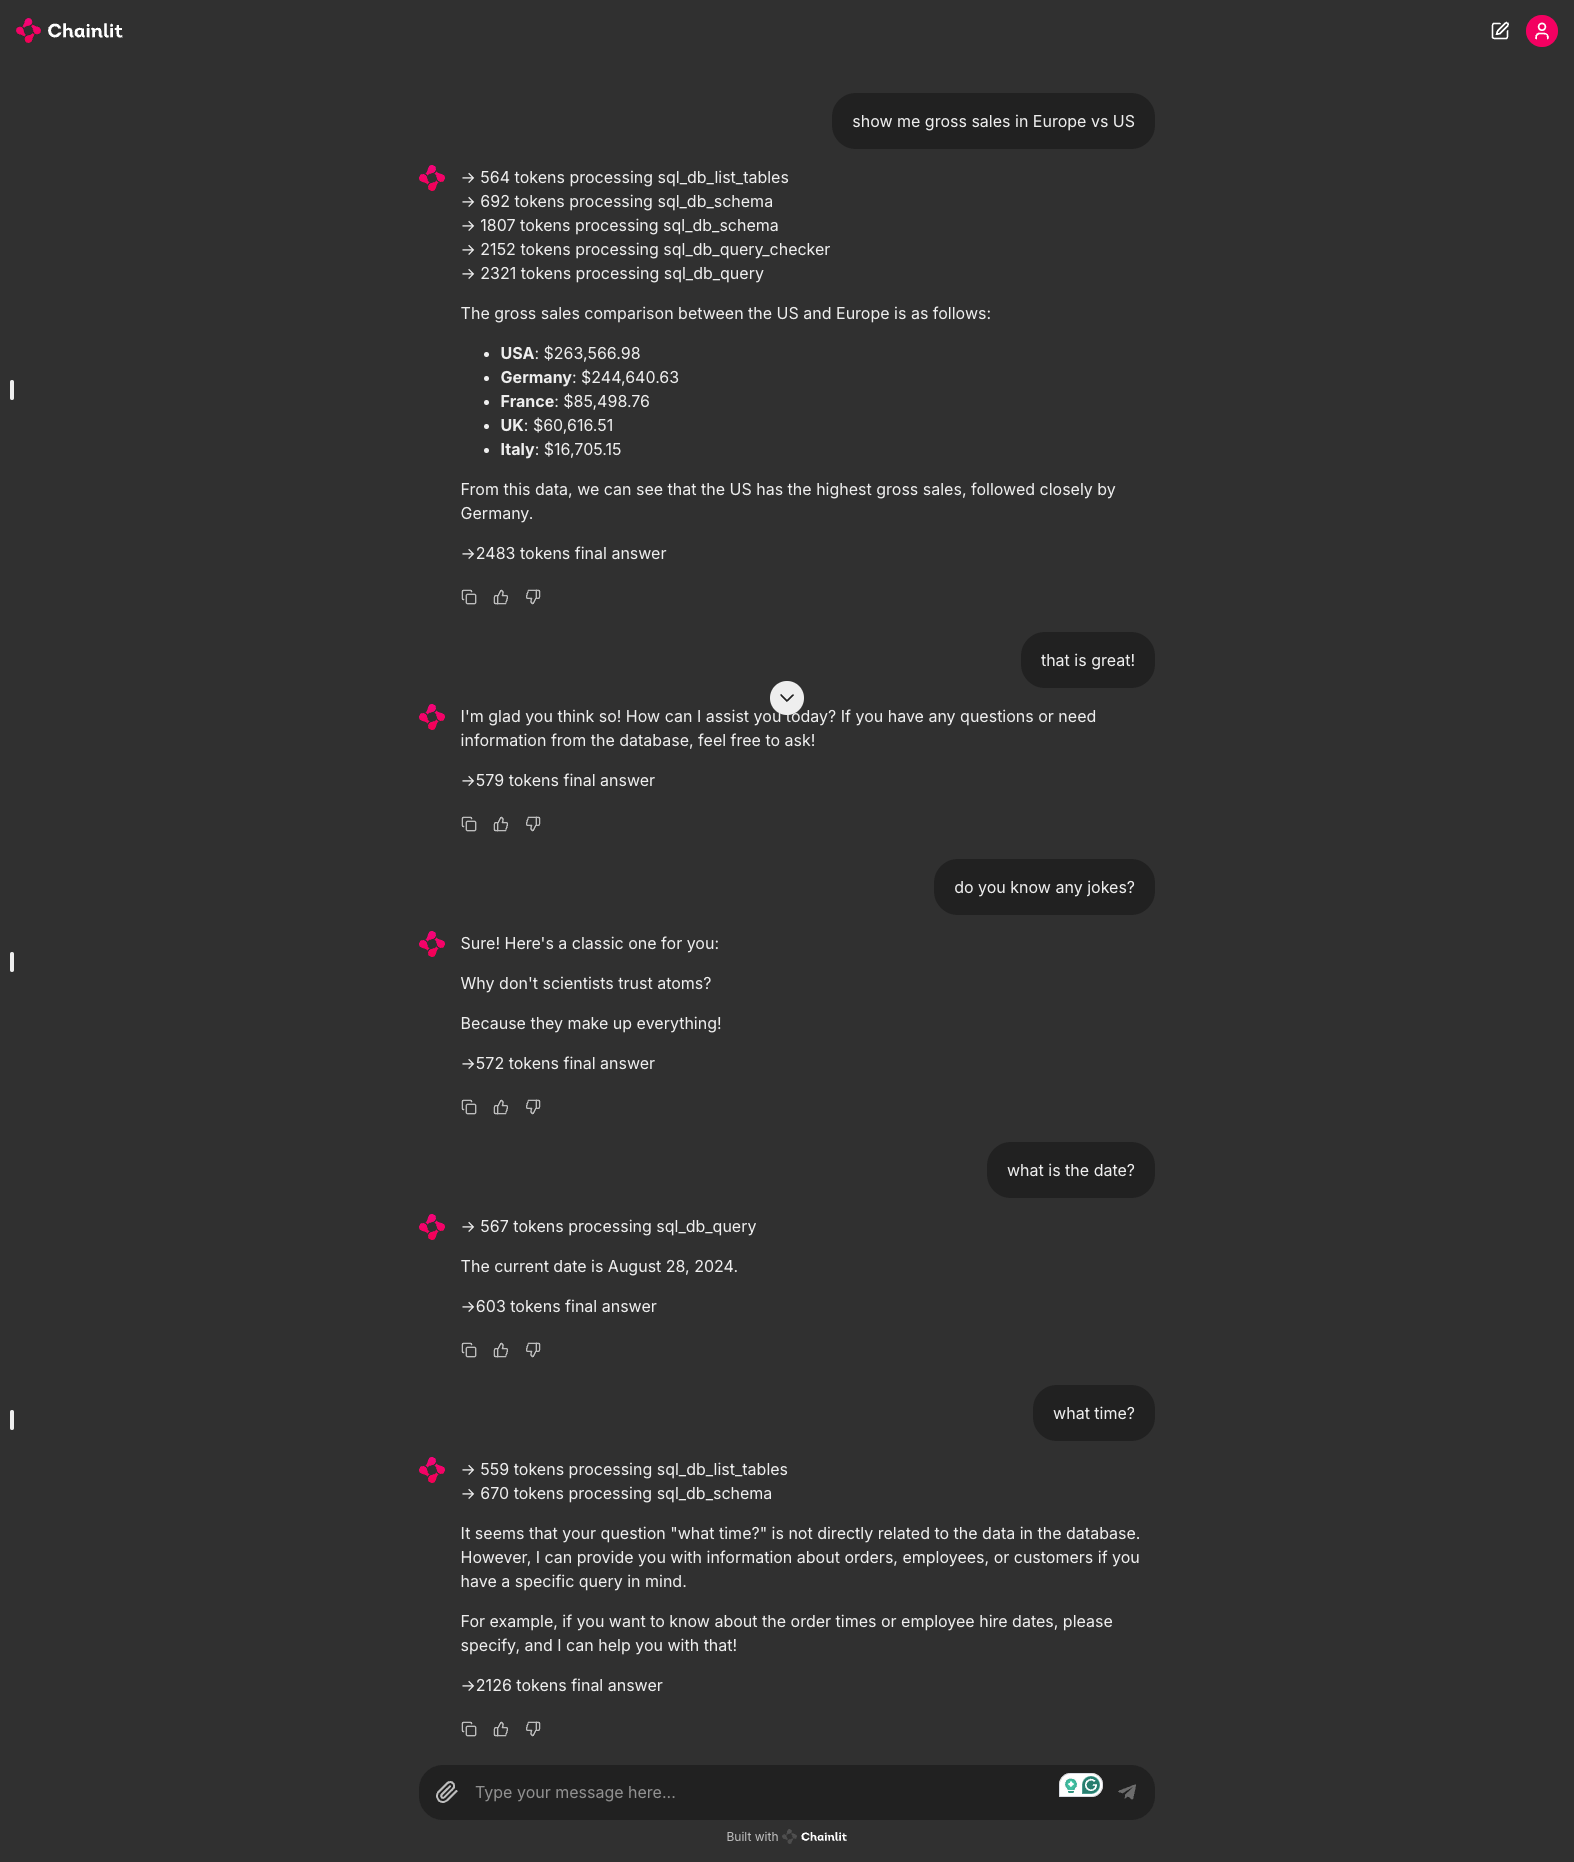 Chainlit
show me gross sales in Europe vs US
→ 564 tokens processing sql_db_list_tables
→ 692 tokens processing sql_db_schema
→ 1807 tokens processing sql_db_schema
→ 2152 tokens processing sql_db_query_checker
→ 2321 tokens processing sql_db_query
The gross sales comparison between the US and Europe is as follows:
• USA: $263,566.98
• Germany: $244,640.63
• France: $85,498.76
• UK: $60,616.51
• Italy: $16,705.15
From this data, we can see that the US has the highest gross sales, followed closely by
Germany.
→2483 tokens final answer
that is great!
I'm glad you think so! How can I assist you today? If you have any questions or need
information from the database, feel free to ask!
→579 tokens final answer
do you know any jokes?
Sure! Here's a classic one for you:
Why don't scientists trust atoms?
Because they make up everything!
→572 tokens final answer
what is the date?
→ 567 tokens processing sql_db_query
The current date is August 28, 2024.
→603 tokens final answer
what time?
→ 559 tokens processing sql_db_list_tables
→ 670 tokens processing sql_db_schema
It seems that your question "what time?" is not directly related to the data in the database.
However, I can provide you with information about orders, employees, or customers if you
have a specific query in mind.
For example, if you want to know about the order times or employee hire dates, please
specify, and I can help you with that!
→2126 tokens final answer
Type your message here...
Built with Chainlit